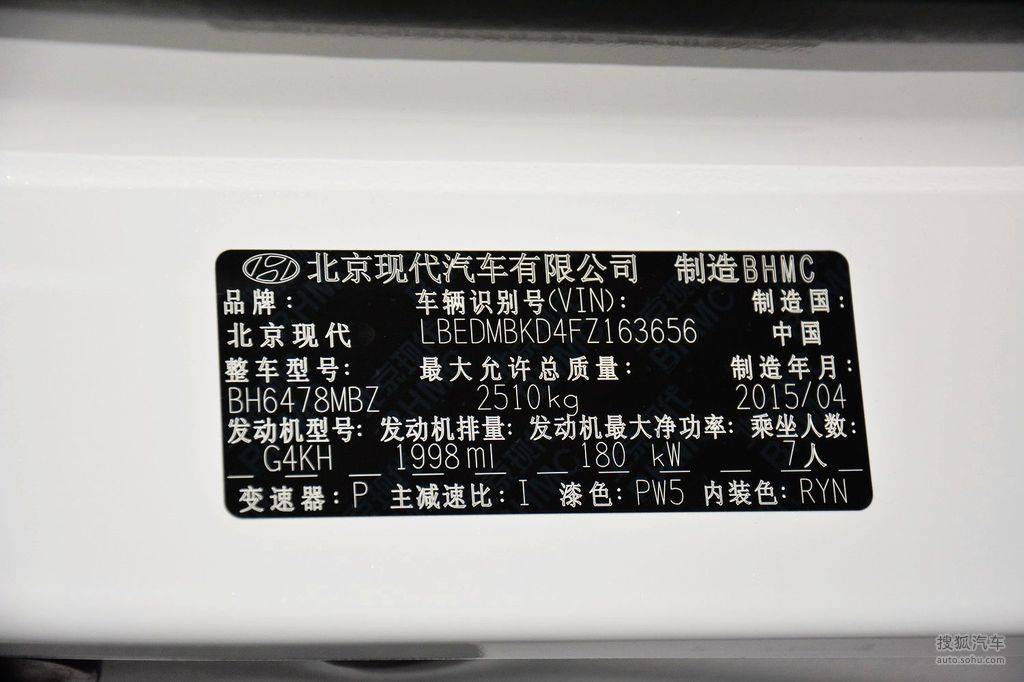 北京现代汽车有限公司 制造BHMC
品牌: 车辆识别号(VIN): 制造国:
北京现代 LBEDMBKD4FZ163656 中国
整车型号: 最大允许总质量: 制造年月:
BH6478MBZ 2510kg 2015/04
发动机型号: 发动机排量: 发动机最大净功率: 乘坐人数:
G4KH 1998ml 180 kW 7人
变速器: P 主减速比: I 漆色: PW5 内装色: RYN
搜狐汽车
auto.sohu.com